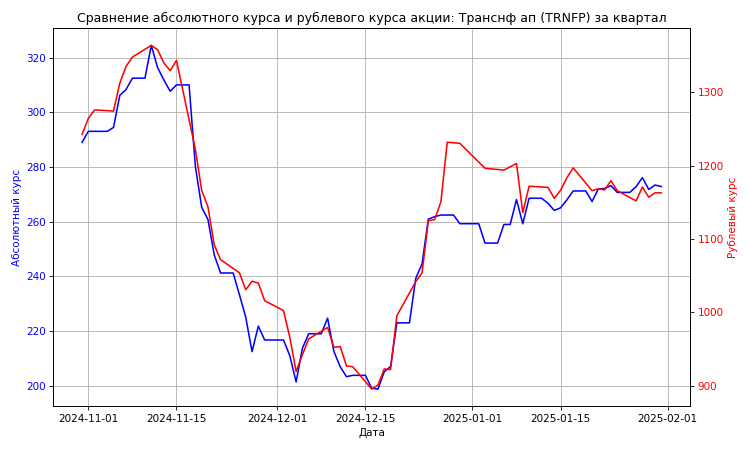 Сравнение абсолютного курса и рублевого курса акции: Транснф ап (TRNFP) за квартал
Абсолютный курс
320
300
280
260
240
220
200
1300
1200
1100
1000
900
Рублевый курс
2024-11-01 2024-11-15 2024-12-01 2024-12-15 2025-01-01 2025-01-15 2025-02-01
Дата